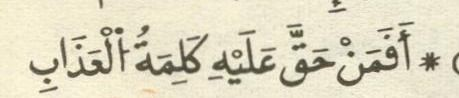 * أَفَمَنْ حَقَّ عَلَيْهِ كَلِمَةُ ٱلْعَذَابِ